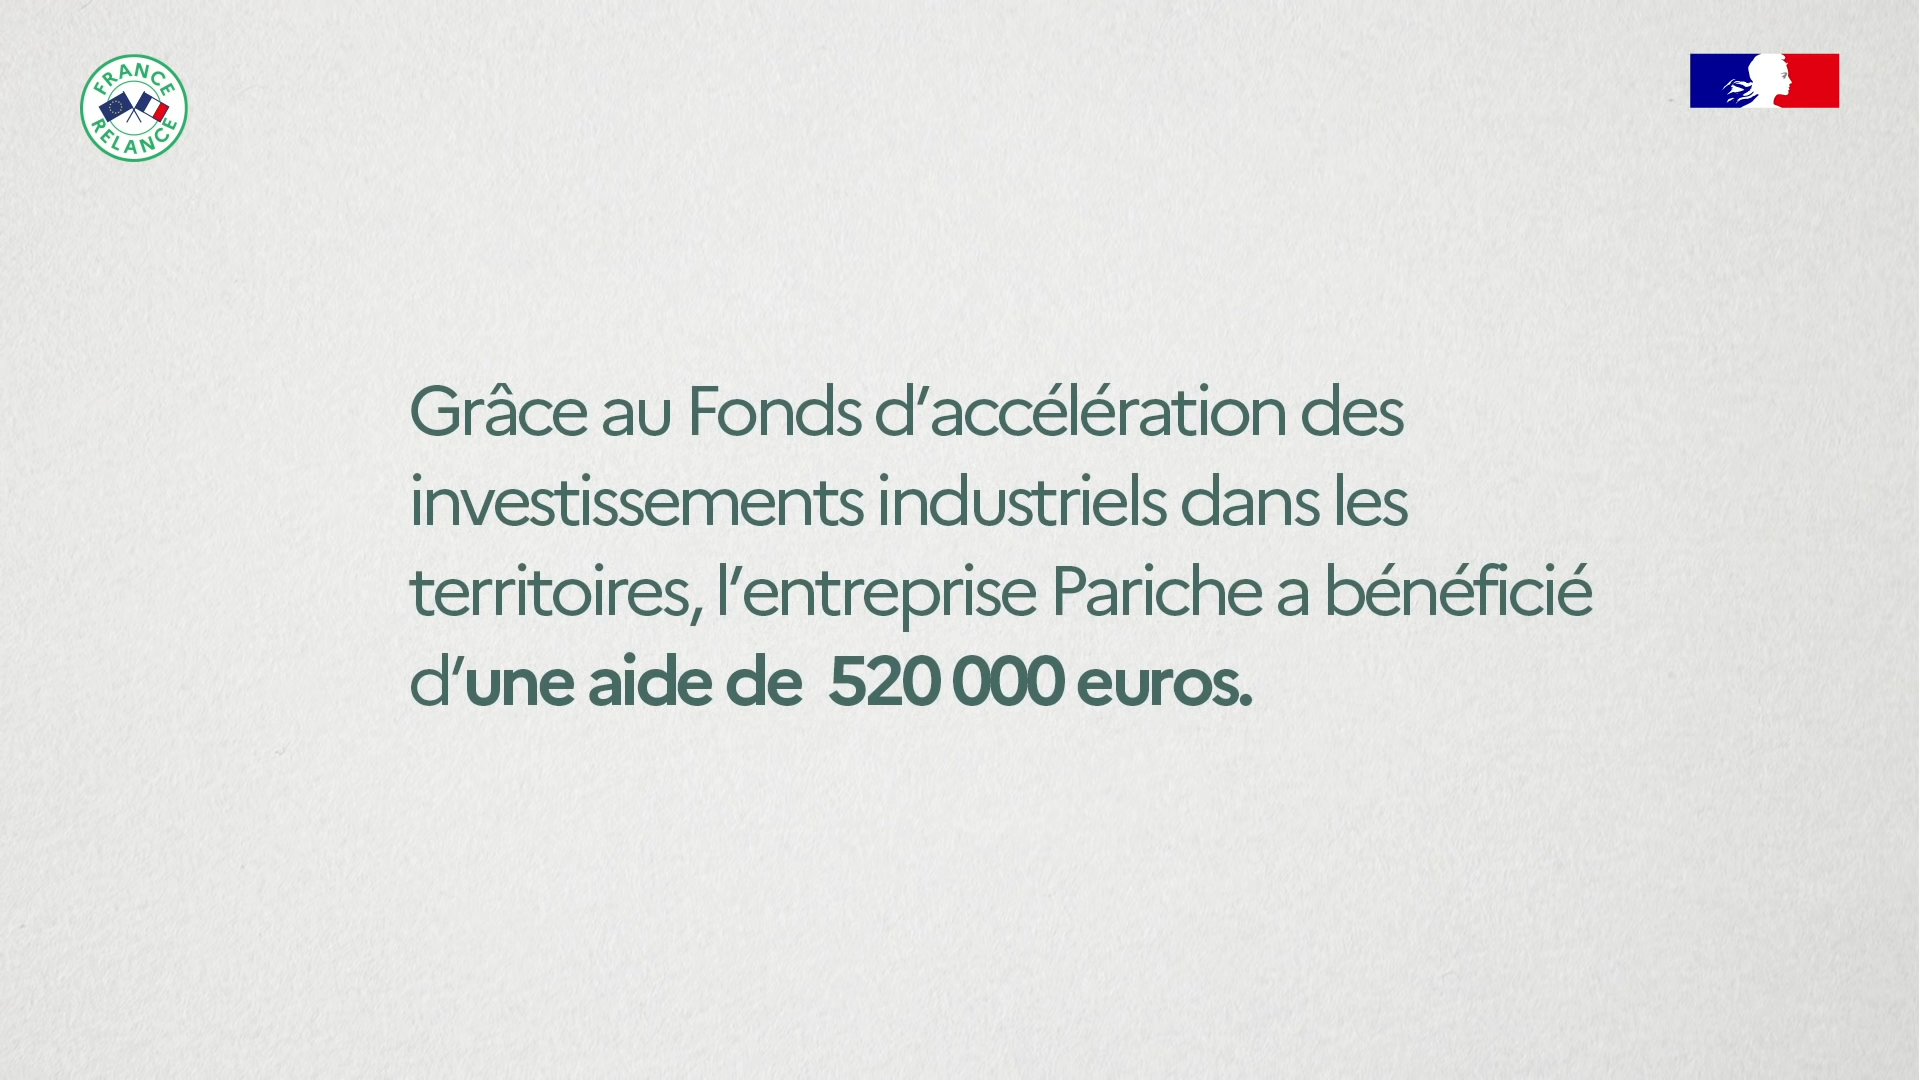 FRANCE
RELANCE
Grâce au Fonds d’accélération des
investissements industriels dans les
territoires, l’entreprise Pariche a bénéficié
d’une aide de  520 000 euros.